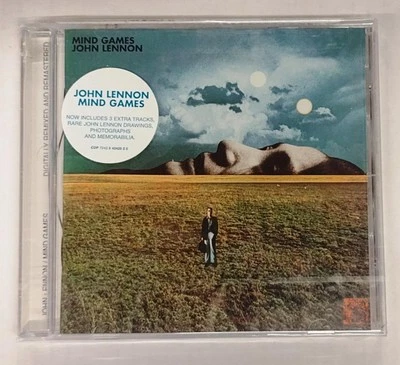 MIND GAMES
JOHN LENNON
JOHN LENNON
MIND GAMES
NOW INCLUDES 3 EXTRA TRACKS,
RARE JOHN LENNON DRAWINGS,
PHOTOGRAPHS
AND MEMORABILIA.
DIGITALLY REMIXED AND REMASTERED
JOHN LENNON / MIND GAMES